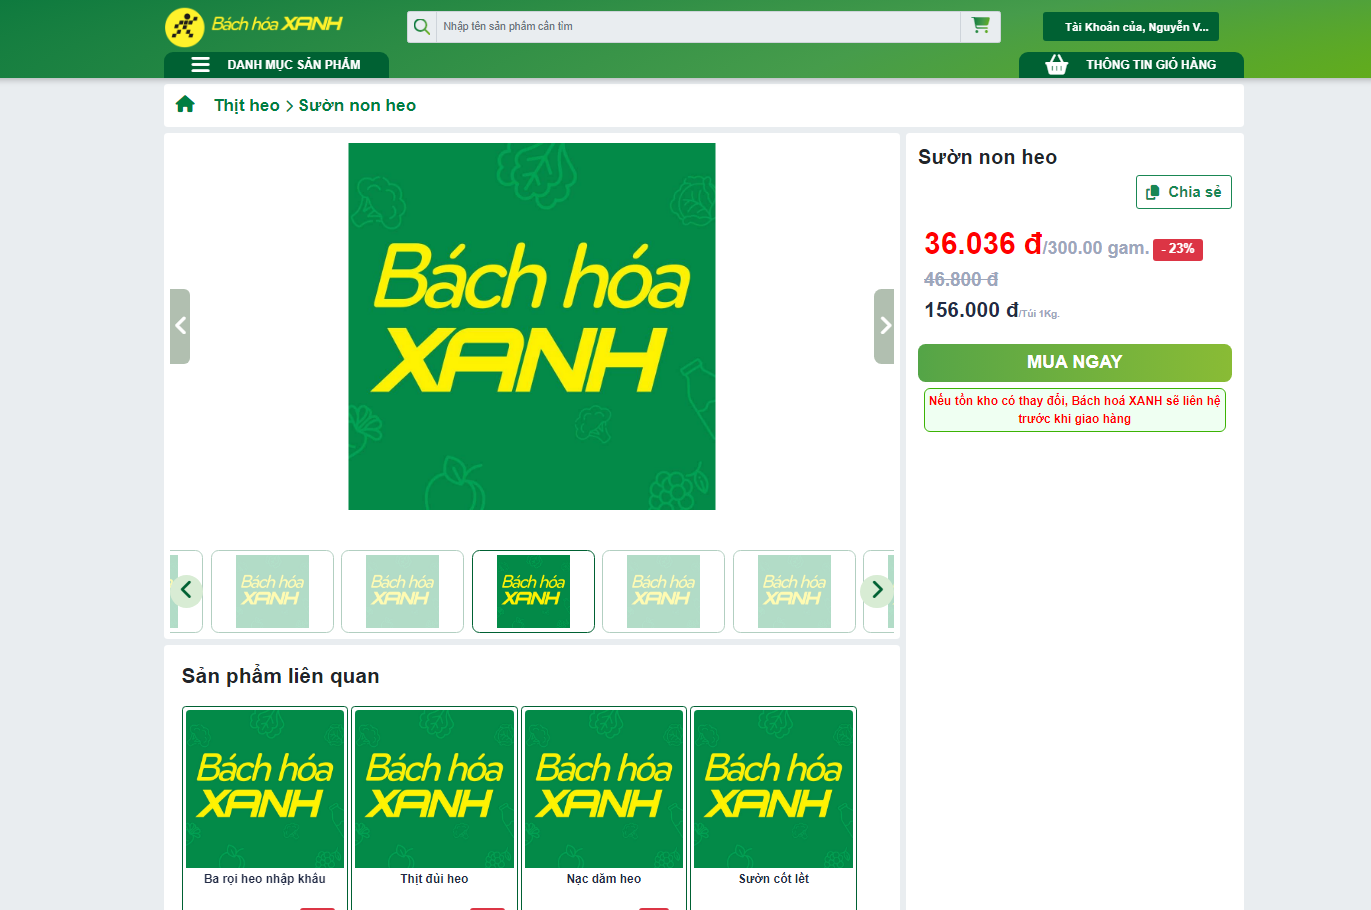 Bách hóa XANH
Nhập tên sản phẩm cần tìm
Tài Khoản của, Nguyễn V...
DANH MỤC SẢN PHẨM
THÔNG TIN GIỎ HÀNG
Thịt heo > Sườn non heo
Bách hóa
XANH
Sườn non heo
Chia sẻ
36.036 đ/300.00 gam. - 23%
46.800 đ
156.000 đ/Túi 1Kg.
MUA NGAY
Nếu tồn kho có thay đổi, Bách hoá XANH sẽ liên hệ
trước khi giao hàng
Bách hóa
XANH
Bách hóa
XANH
Bách hóa
XANH
Bách hóa
XANH
Bách hóa
XANH
Sản phẩm liên quan
Bách hóa
XANH
Bách hóa
XANH
Bách hóa
XANH
Bách hóa
XANH
Ba rọi heo nhập khẩu
Thịt đùi heo
Nạc dăm heo
Sườn cốt lết